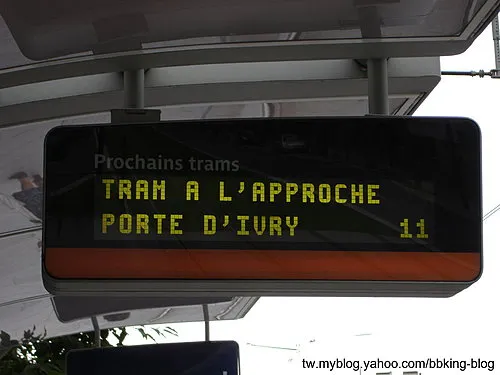 Prochains trams
TRAM A L'APPROCHE
PORTE D'IVRY 11
tw.myblog.yahoo.com/bbking-blog